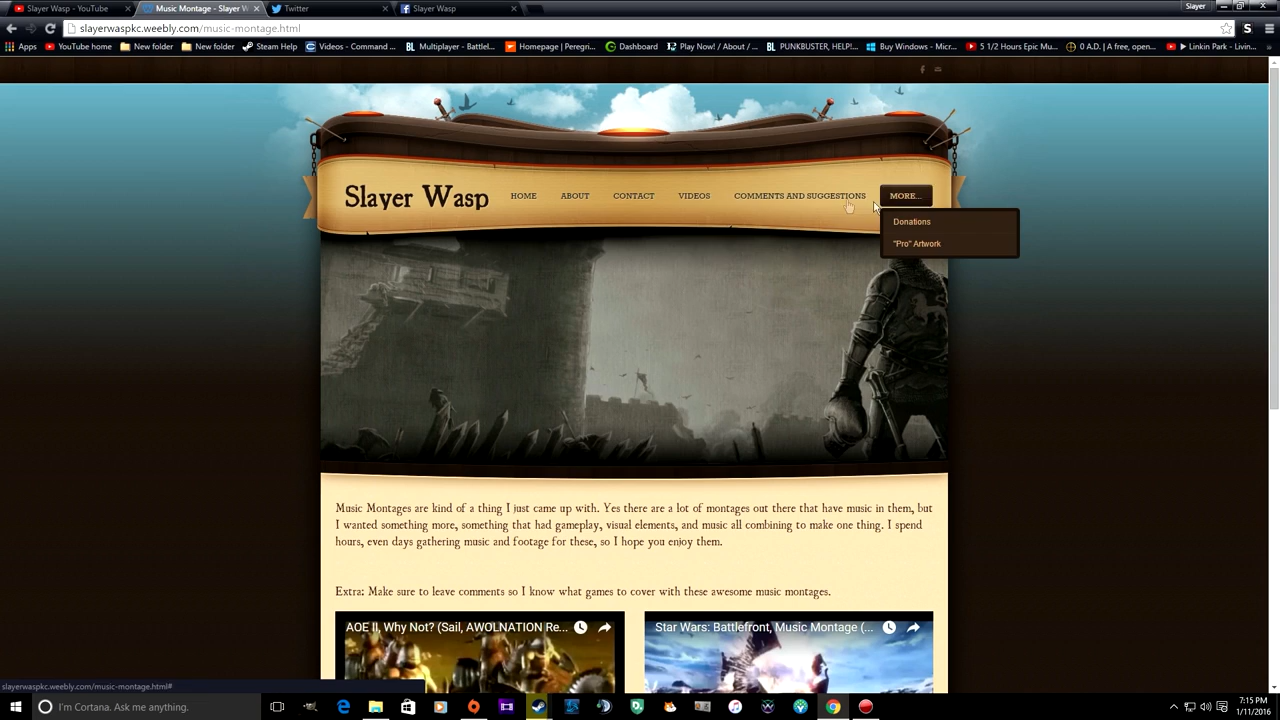 Slayer Wasp - YouTube
Music Montage - Slayer W
Twitter
Slayer Wasp
Slayer
slayerwaspkc.weebly.com/music-montage.html
Apps
YouTube home
New folder
New folder
Steam Help
Videos - Command ...
Multiplayer - Battlel...
Homepage | Peregri...
Dashboard
Play Now! / About / ...
PUNKBUSTER, HELP!...
Buy Windows - Micr...
5 1/2 Hours Epic Mu...
0 A.D. | A free, open...
Linkin Park - Livin...
Slayer Wasp
HOME
ABOUT
CONTACT
VIDEOS
COMMENTS AND SUGGESTIONS
MORE...
Donations
"Pro" Artwork
Music Montages are kind of a thing I just came up with. Yes there are a lot of montages out there that have music in them, but
I wanted something more, something that had gameplay, visual elements, and music all combining to make one thing. I spend
hours, even days gathering music and footage for these, so I hope you enjoy them.
Extra: Make sure to leave comments so I know what games to cover with these awesome music montages.
AOE II, Why Not? (Sail, AWOLNATION Re...
Star Wars: Battlefront, Music Montage (...
slayerwaspkc.weebly.com/music-montage.html#
I'm Cortana. Ask me anything.
7:15 PM
1/11/2016